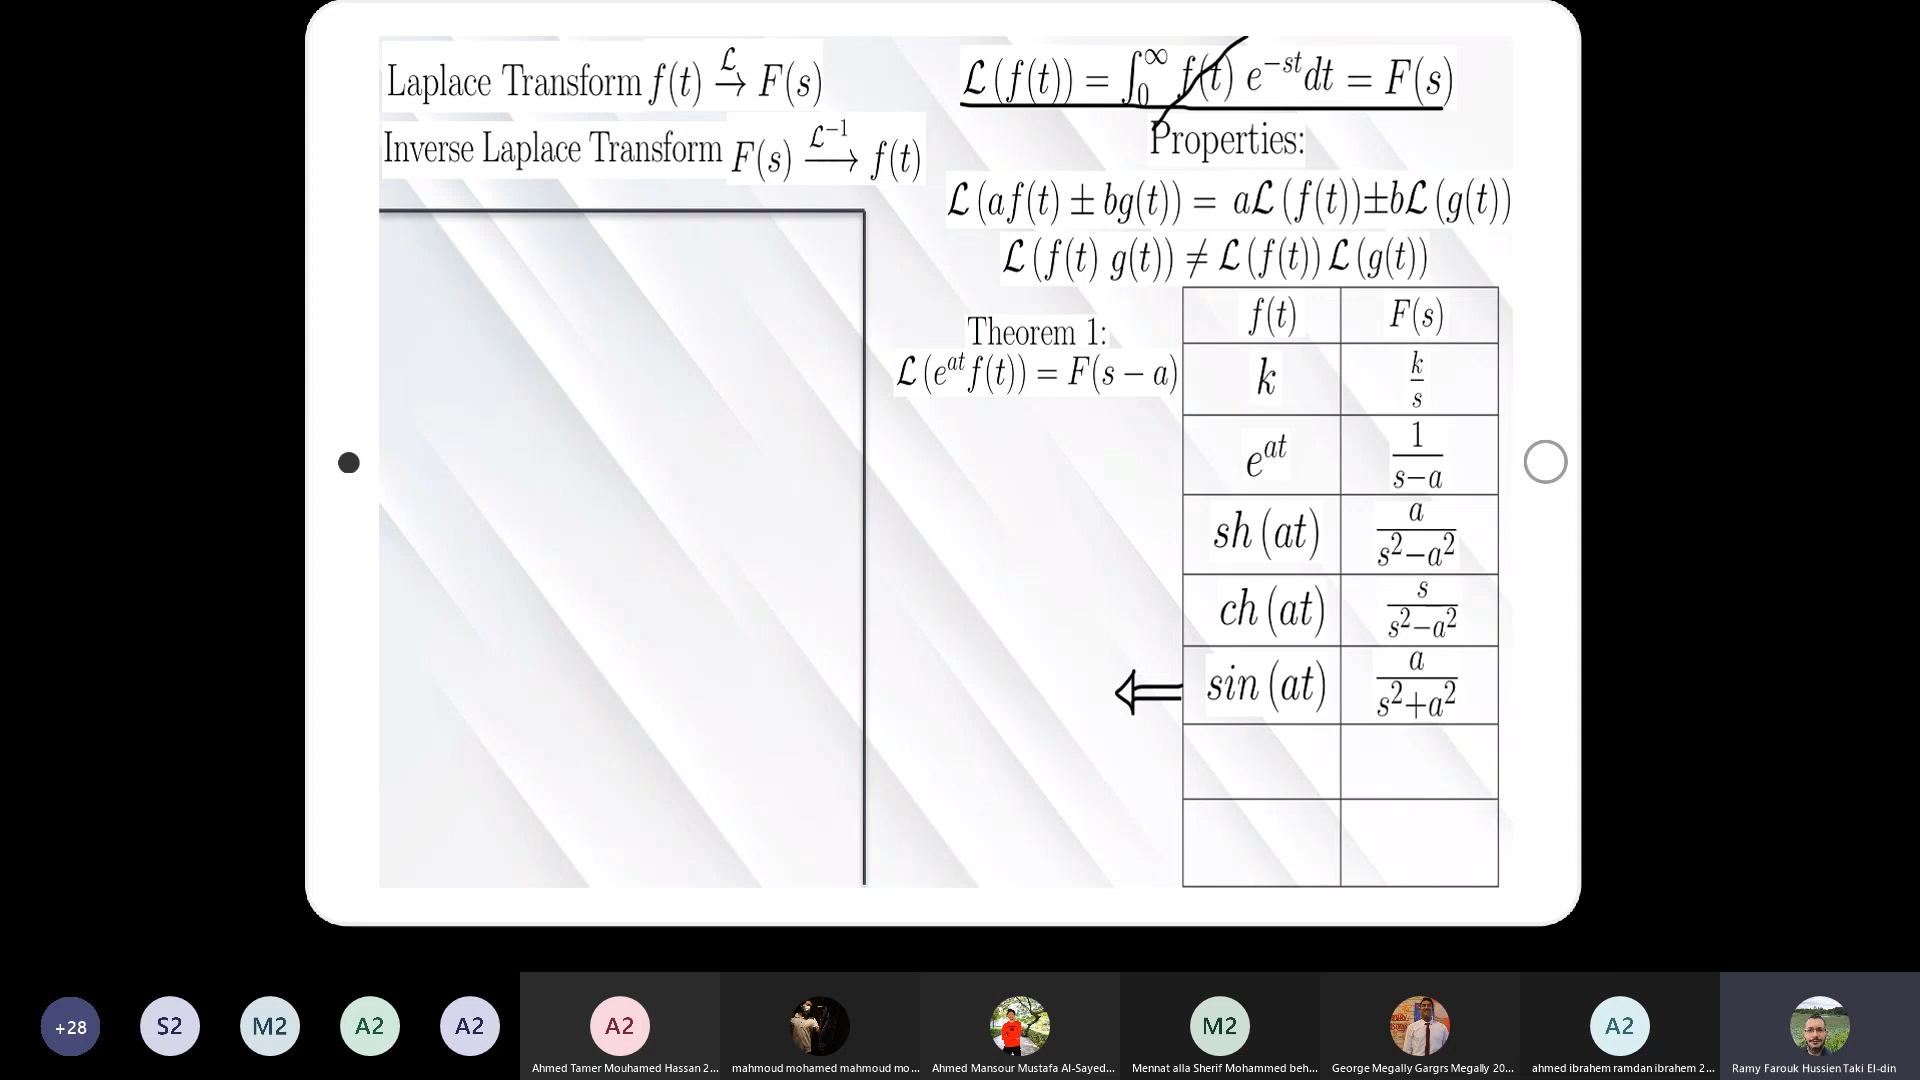 Laplace Transform f(t) →^ℒ F(s)
Inverse Laplace Transform F(s) →^{ℒ^{-1}} f(t)
ℒ(f(t)) = ∫_0^∞ f(t) e^{-st} dt = F(s)
Properties:
ℒ(af(t) ± bg(t)) = aℒ(f(t)) ± bℒ(g(t))
ℒ(f(t) g(t)) ≠ ℒ(f(t)) ℒ(g(t))
Theorem 1:
ℒ(e^{at} f(t)) = F(s − a)
f(t) F(s)
k k/s
e^{at} 1/(s−a)
sh(at) a/(s²−a²)
ch(at) s/(s²−a²)
⇐ sin(at) a/(s²+a²)
+28 S2 M2 A2 A2 A2 M2 A2
Ahmed Tamer Mouhamed Hassan 2...
mahmoud mohamed mahmoud mo...
Ahmed Mansour Mustafa Al-Sayed...
Mennat alla Sherif Mohammed beh...
George Megally Gargrs Megally 20...
ahmed ibrahem ramdan ibrahem 2...
Ramy Farouk Hussien Taki El-din